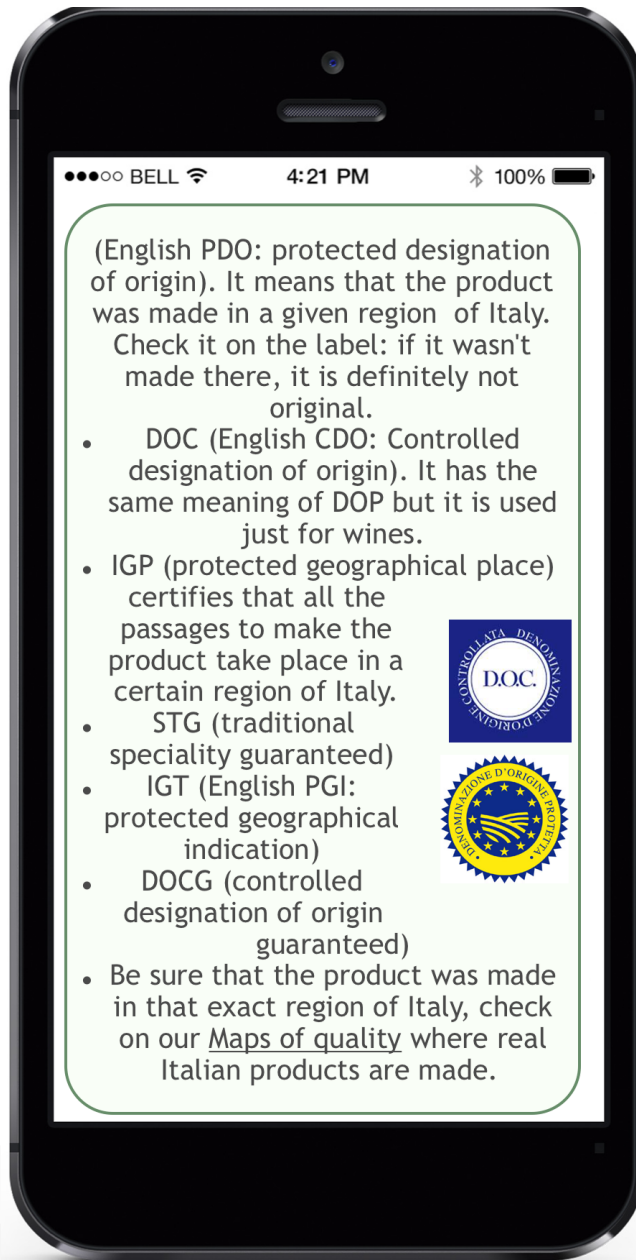 ●●●○○ BELL 4:21 PM 100%
(English PDO: protected designation
of origin). It means that the product
was made in a given region of Italy.
Check it on the label: if it wasn't
made there, it is definitely not
original.
• DOC (English CDO: Controlled
designation of origin). It has the
same meaning of DOP but it is used
just for wines.
• IGP (protected geographical place)
certifies that all the
passages to make the
product take place in a
certain region of Italy.
• STG (traditional
speciality guaranteed)
• IGT (English PGI:
protected geographical
indication)
• DOCG (controlled
designation of origin
guaranteed)
• Be sure that the product was made
in that exact region of Italy, check
on our Maps of quality where real
Italian products are made.
DENOMINAZIONE D'ORIGINE CONTROLLATA
D.O.C.
DENOMINAZIONE D'ORIGINE PROTETTA